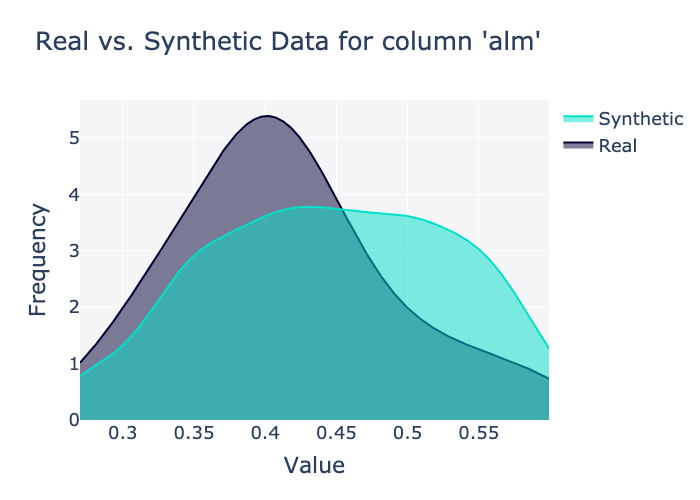 Real vs. Synthetic Data for column 'alm'
Synthetic
Real
Frequency
5
4
3
2
1
0
0.3 0.35 0.4 0.45 0.5 0.55
Value